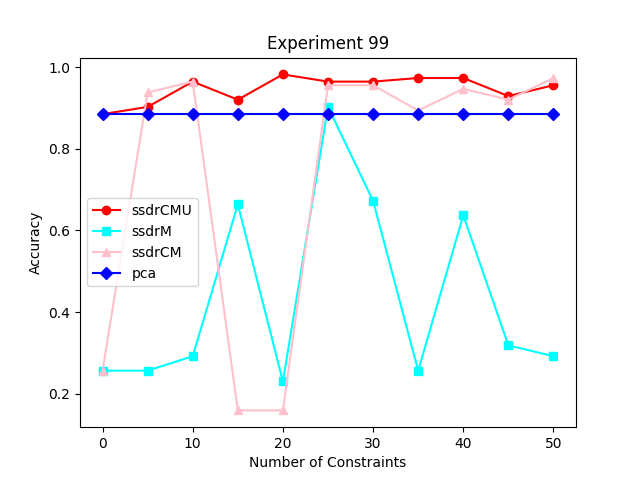 Experiment 99
Accuracy
1.0
0.8
0.6
0.4
0.2
ssdrCMU
ssdrM
ssdrCM
pca
0 10 20 30 40 50
Number of Constraints